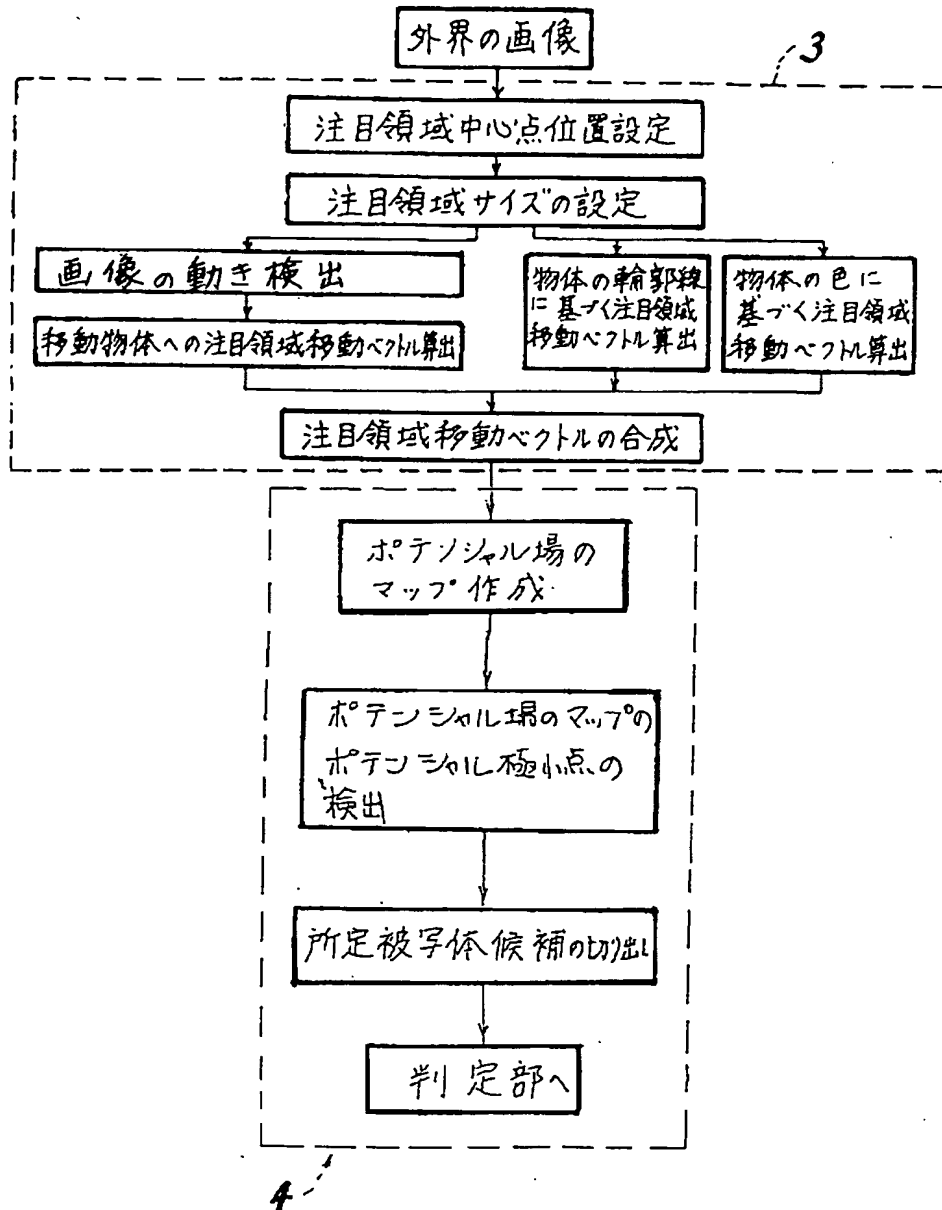 外界の画像
3
注目領域中心点位置設定
注目領域サイズの設定
画像の動き検出
移動物体への注目領域移動ベクトル算出
物体の輪郭線
に基づく注目領域
移動ベクトル算出
物体の色に
基づく注目領域
移動ベクトル算出
注目領域移動ベクトルの合成
ポテンシャル場の
マップ作成
ポテンシャル場のマップの
ポテンシャル極小点の
検出
所定被写体候補の切り出し
判定部へ
4